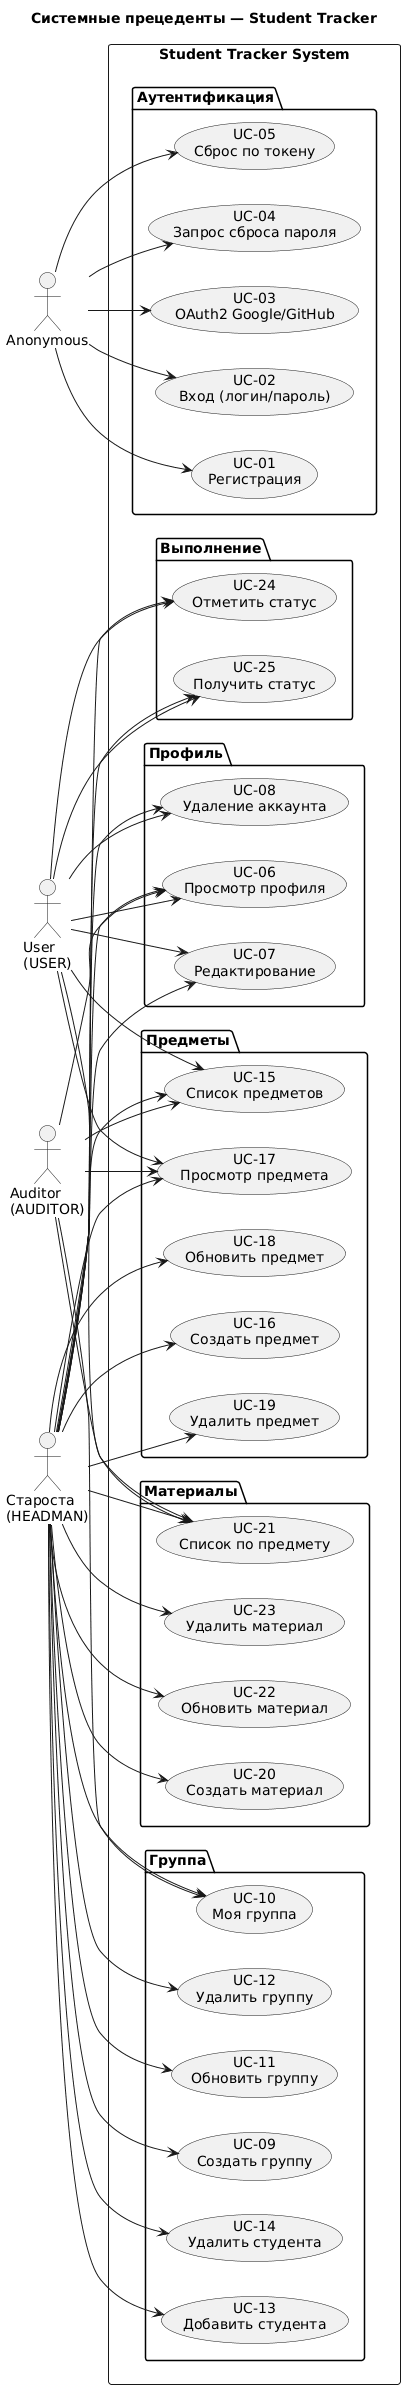 Системные прецеденты — Student Tracker
Student Tracker System
Аутентификация
UC-05
Сброс по токену
UC-04
Запрос сброса пароля
UC-03
OAuth2 Google/GitHub
Anonymous
UC-02
Вход (логин/пароль)
UC-01
Регистрация
Выполнение
UC-24
Отметить статус
UC-25
Получить статус
Профиль
UC-08
Удаление аккаунта
UC-06
Просмотр профиля
User
(USER)
UC-07
Редактирование
Предметы
UC-15
Список предметов
UC-17
Просмотр предмета
Auditor
(AUDITOR)
UC-18
Обновить предмет
UC-16
Создать предмет
UC-19
Удалить предмет
Староста
(HEADMAN)
Материалы
UC-21
Список по предмету
UC-23
Удалить материал
UC-22
Обновить материал
UC-20
Создать материал
Группа
UC-10
Моя группа
UC-12
Удалить группу
UC-11
Обновить группу
UC-09
Создать группу
UC-14
Удалить студента
UC-13
Добавить студента